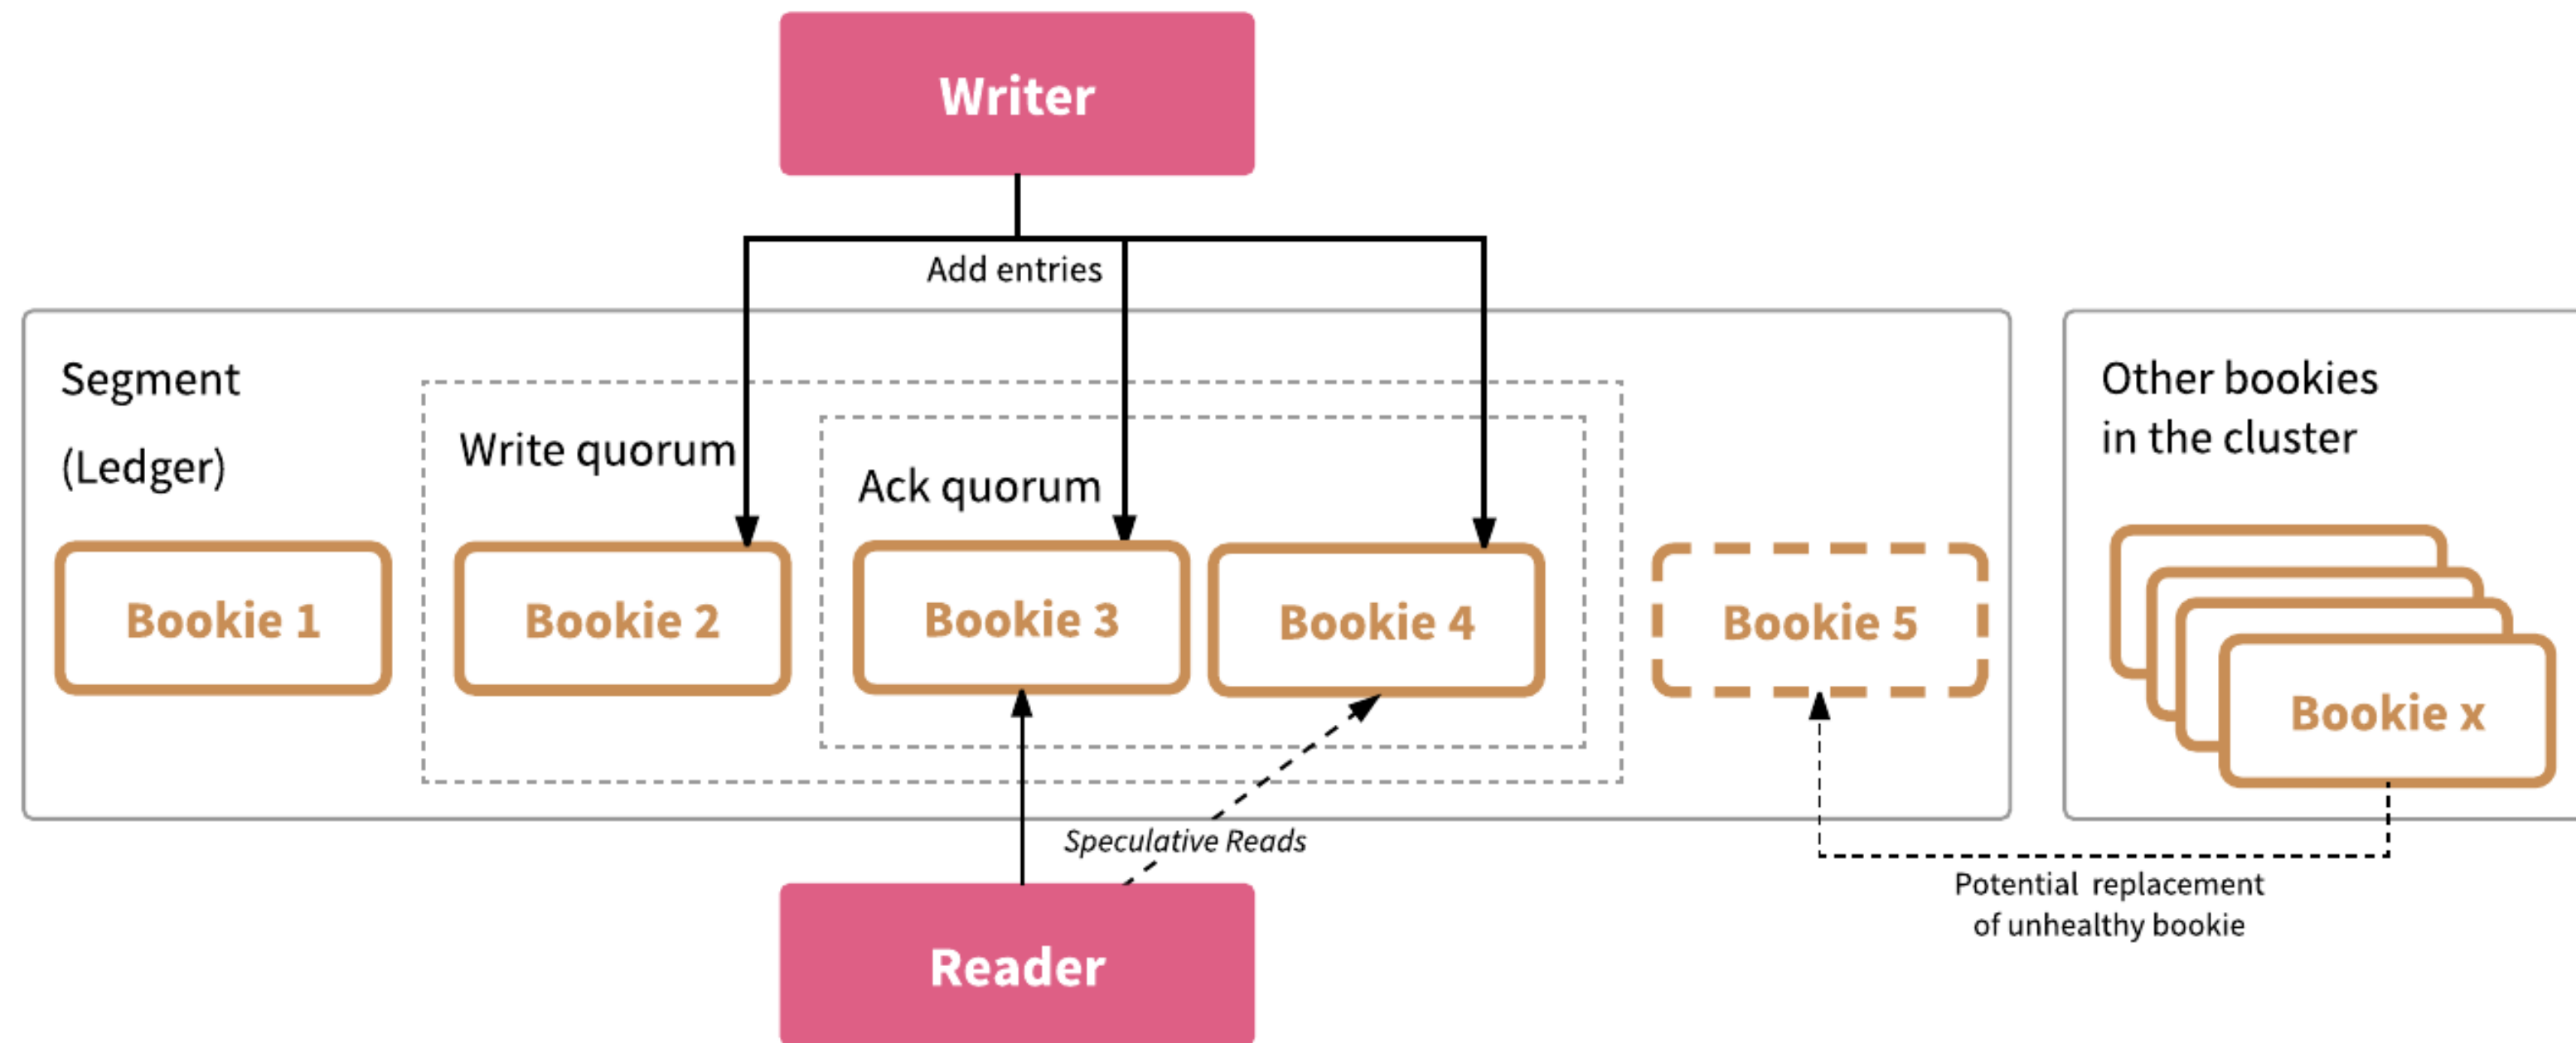 Writer
Add entries
Segment
(Ledger)
Write quorum
Ack quorum
Other bookies
in the cluster
Bookie 1
Bookie 2
Bookie 3
Bookie 4
Bookie 5
Bookie x
Speculative Reads
Potential replacement
of unhealthy bookie
Reader